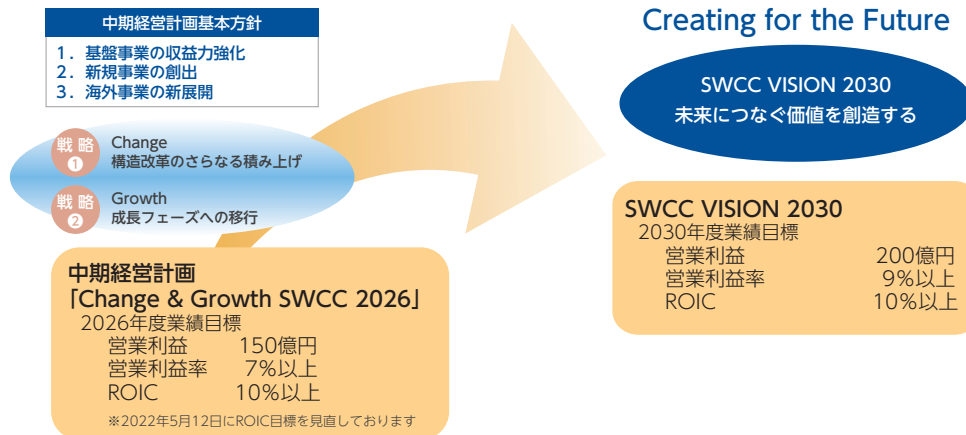 中期経営計画基本方針
1. 基盤事業の収益力強化
2. 新規事業の創出
3. 海外事業の新展開
戦略❶ Change
構造改革のさらなる積み上げ
戦略❷ Growth
成長フェーズへの移行
中期経営計画
「Change & Growth SWCC 2026」
2026年度業績目標
営業利益 150億円
営業利益率 7%以上
ROIC 10%以上
※2022年5月12日にROIC目標を見直しております
Creating for the Future
SWCC VISION 2030
未来につなぐ価値を創造する
SWCC VISION 2030
2030年度業績目標
営業利益 200億円
営業利益率 9%以上
ROIC 10%以上